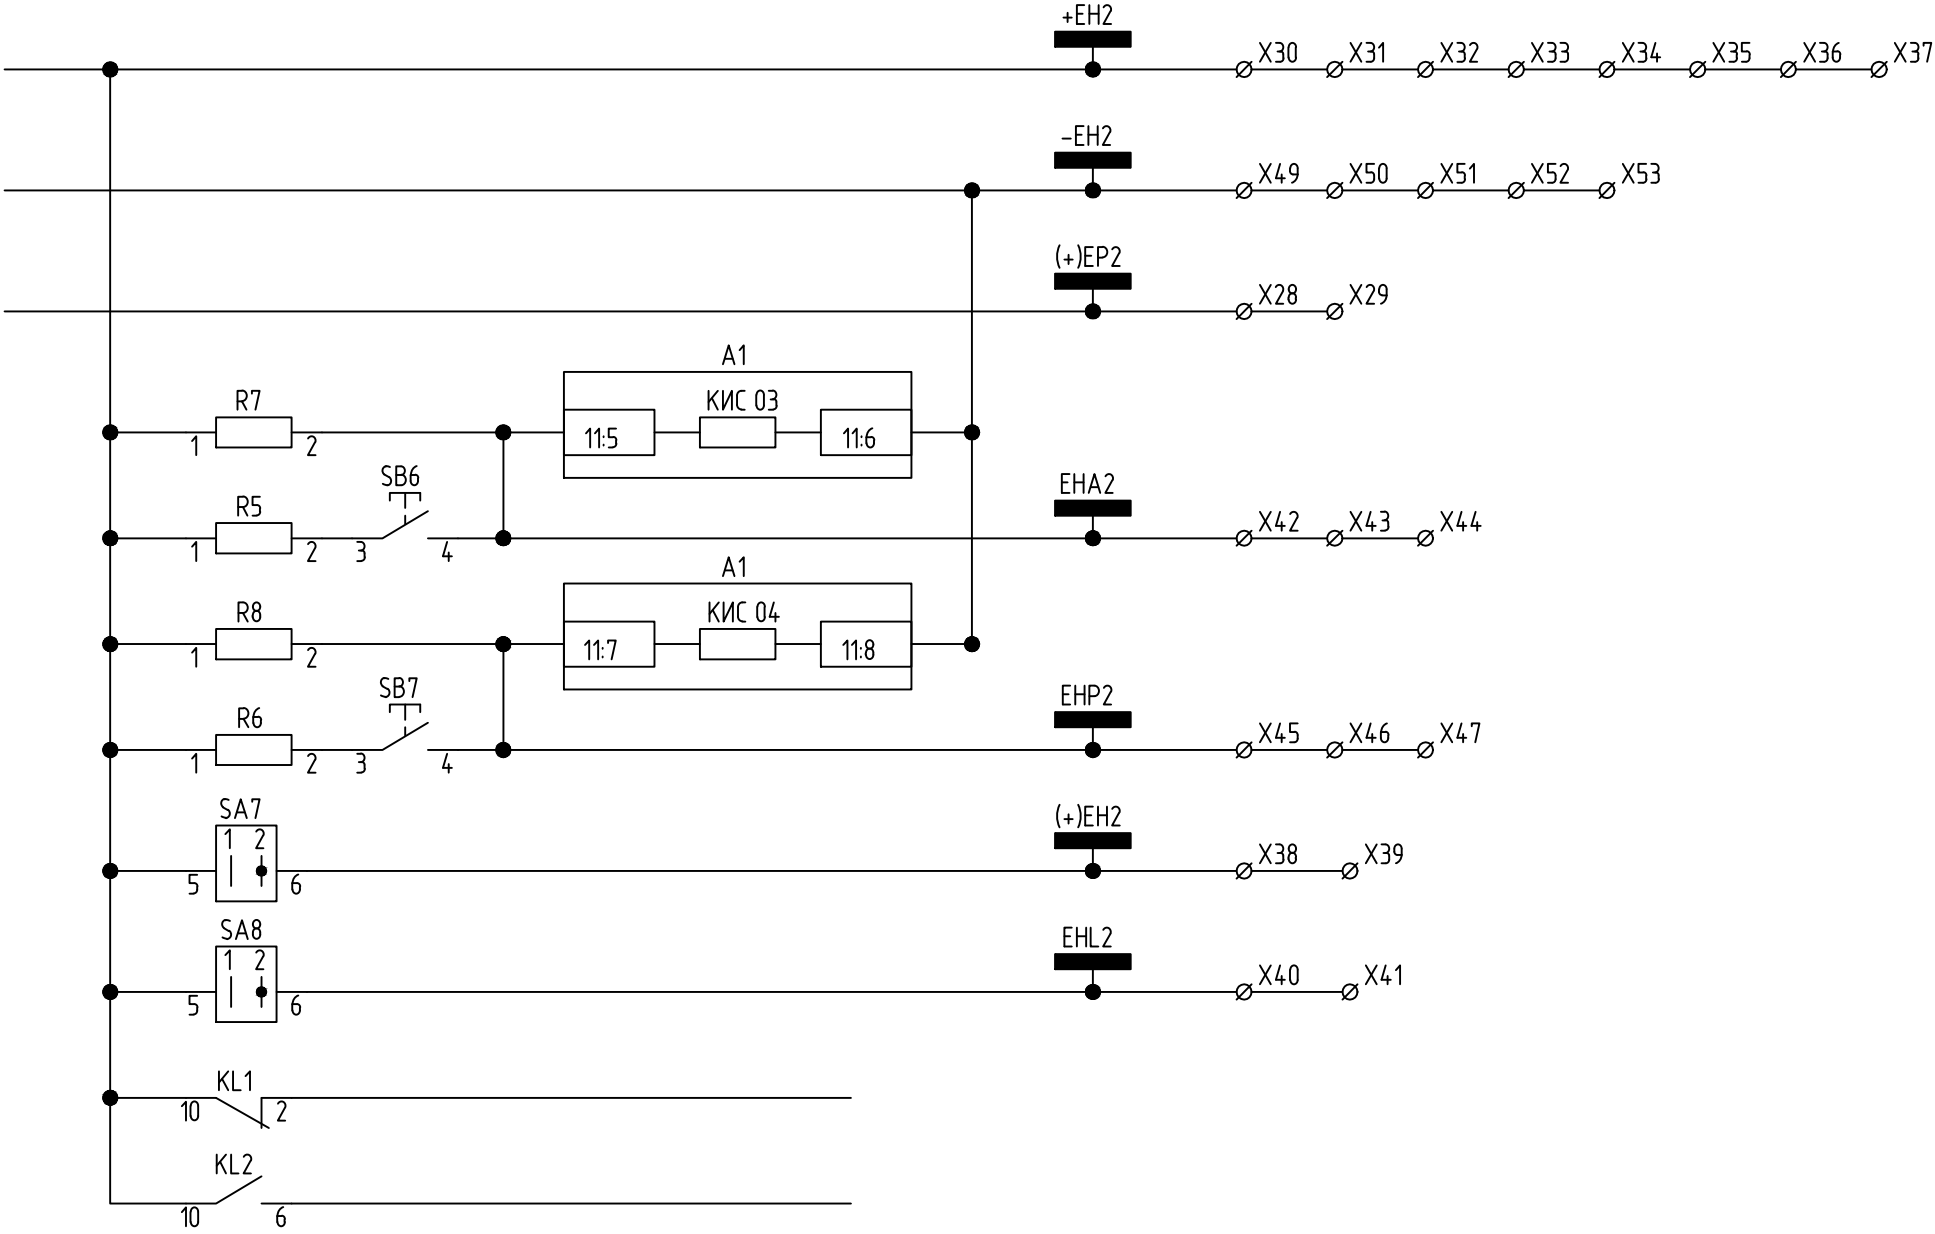 +EH2
X30 X31 X32 X33 X34 X35 X36 X37
-EH2
X49 X50 X51 X52 X53
(+)EP2
X28 X29
A1
R7 КИС 03
1 2 11:5 11:6
SB6 EHA2
R5 X42 X43 X44
1 2 3 4
A1
R8 КИС 04
1 2 11:7 11:8
SB7 EHP2
R6 X45 X46 X47
1 2 3 4
SA7 (+)EH2
1 2 X38 X39
5 6
SA8 EHL2
1 2 X40 X41
5 6
KL1
10 2
KL2
10 6